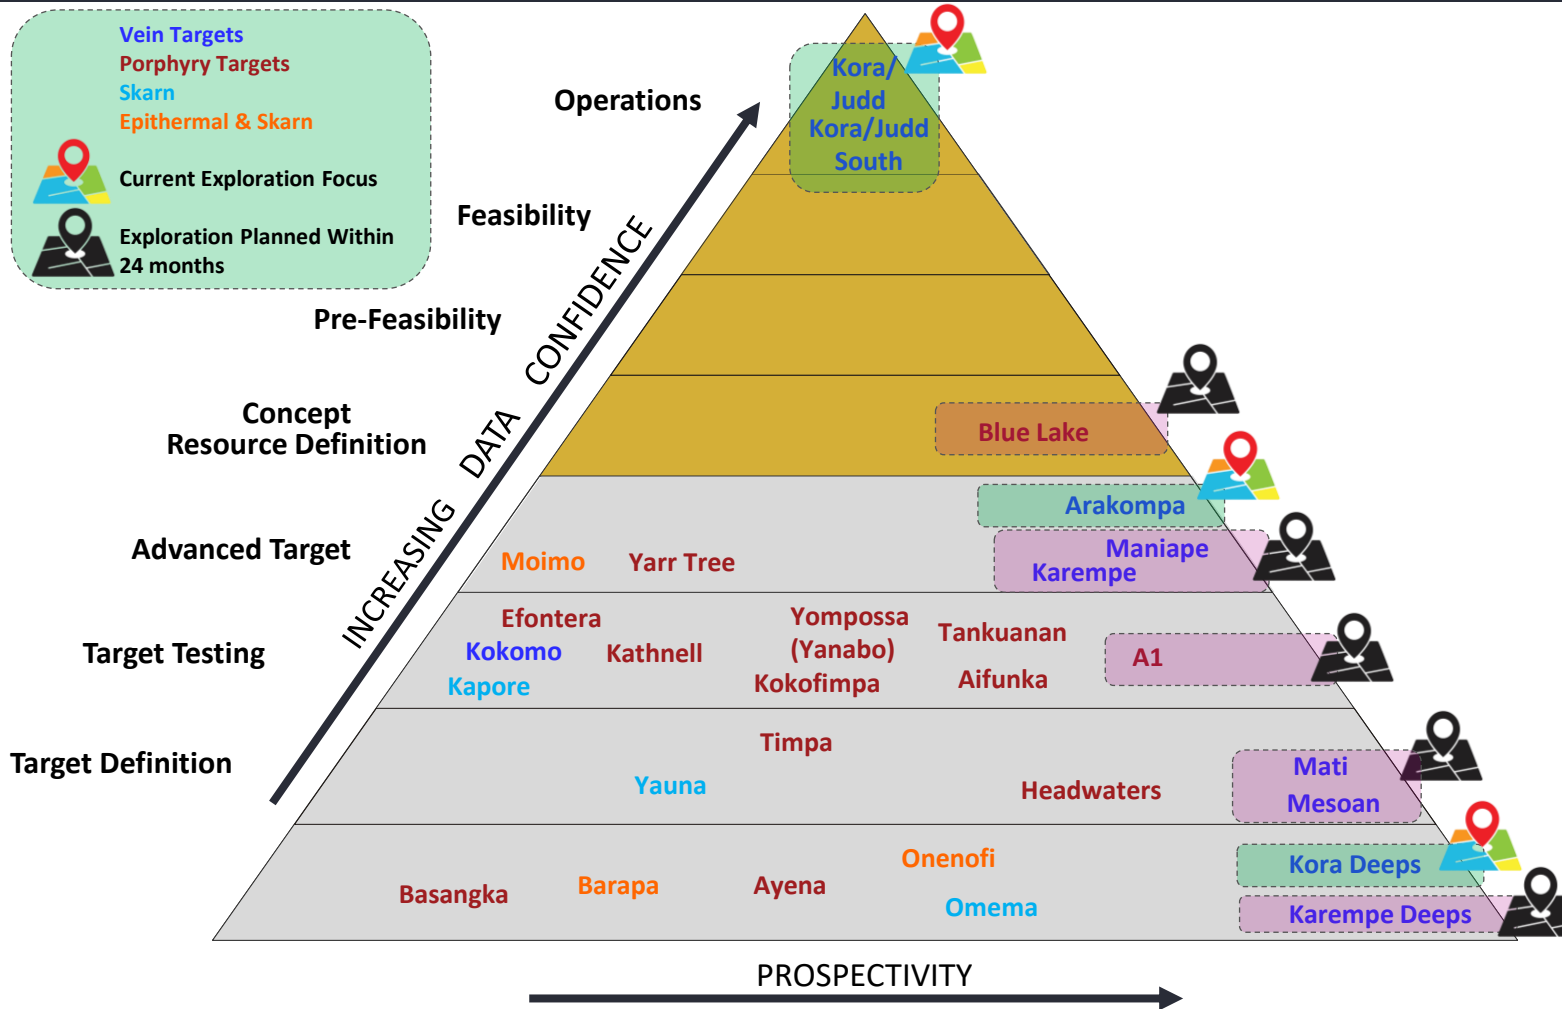 Vein Targets
Porphyry Targets
Skarn
Epithermal & Skarn
Current Exploration Focus
Exploration Planned Within
24 months
Operations
Feasibility
Pre-Feasibility
Concept
Resource Definition
Advanced Target
Target Testing
Target Definition
INCREASING DATA CONFIDENCE
Kora/
Judd
Kora/Judd
South
Blue Lake
Arakompa
Maniape
Karempe
Moimo
Yarr Tree
Efontera
Kokomo
Kapore
Kathnell
Yompossa
(Yanabo)
Kokofimpa
Tankuanan
Aifunka
A1
Timpa
Yauna
Headwaters
Mati
Mesoan
Basangka
Barapa
Ayena
Onenofi
Omema
Kora Deeps
Karempe Deeps
PROSPECTIVITY